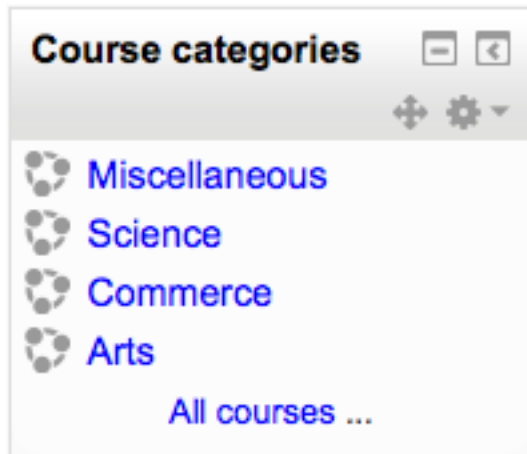 Course categories
Miscellaneous
Science
Commerce
Arts
All courses ...